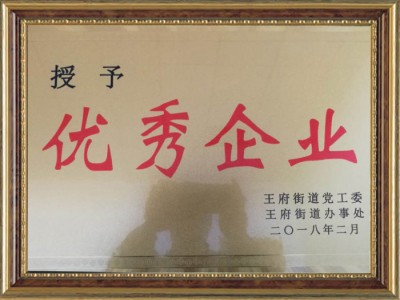 授予
优秀企业
王府街道党工委
王府街道办事处
二〇一八年二月